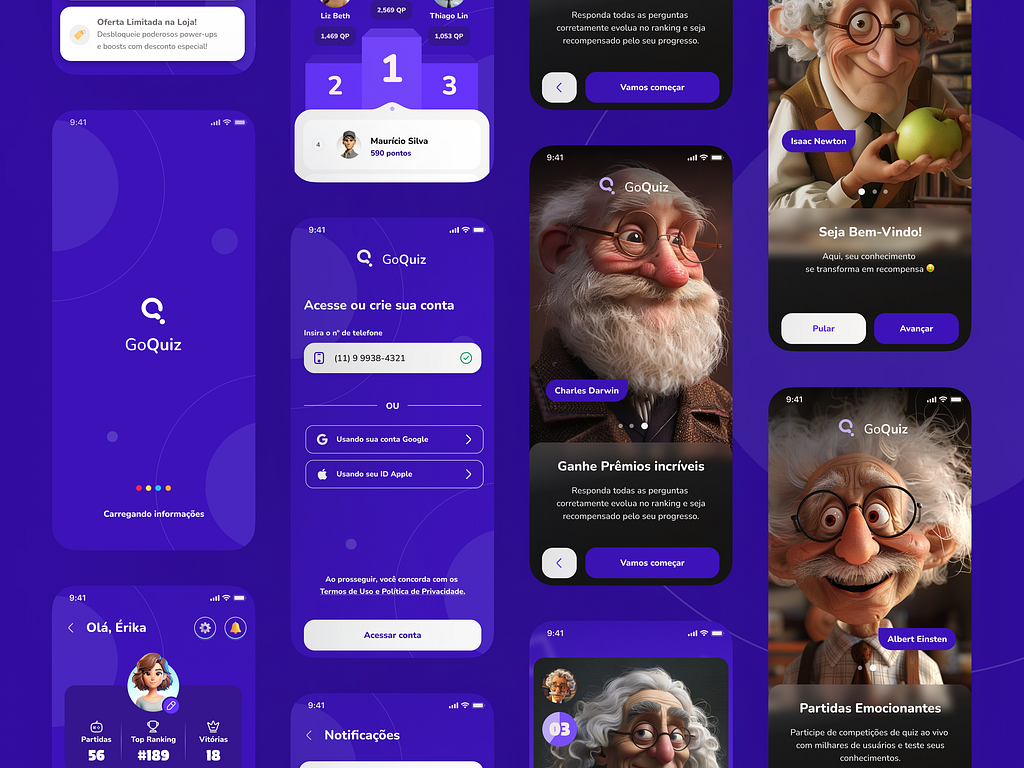 Oferta Limitada na Loja!
Desbloqueie poderosos power-ups
e boosts com desconto especial!
9:41
GoQuiz
Carregando informações
9:41
Olá, Érika
Partidas
56
Top Ranking
#189
Vitórias
18
Liz Beth
1,469 QP
2,569 QP
Thiago Lin
1,053 QP
2
1
3
4
Maurício Silva
590 pontos
9:41
GoQuiz
Acesse ou crie sua conta
Insira o nº de telefone
(11) 9 9938-4321
OU
Usando sua conta Google
Usando seu ID Apple
Ao prosseguir, você concorda com os
Termos de Uso e Política de Privacidade.
Acessar conta
9:41
Notificações
Responda todas as perguntas
corretamente evolua no ranking e seja
recompensado pelo seu progresso.
Vamos começar
9:41
GoQuiz
Charles Darwin
Ganhe Prêmios incríveis
Responda todas as perguntas
corretamente evolua no ranking e seja
recompensado pelo seu progresso.
Vamos começar
9:41
03
Isaac Newton
Seja Bem-Vindo!
Aqui, seu conhecimento
se transforma em recompensa
Pular
Avançar
9:41
GoQuiz
Albert Einsten
Partidas Emocionantes
Participe de competições de quiz ao vivo
com milhares de usuários e teste seus
conhecimentos.